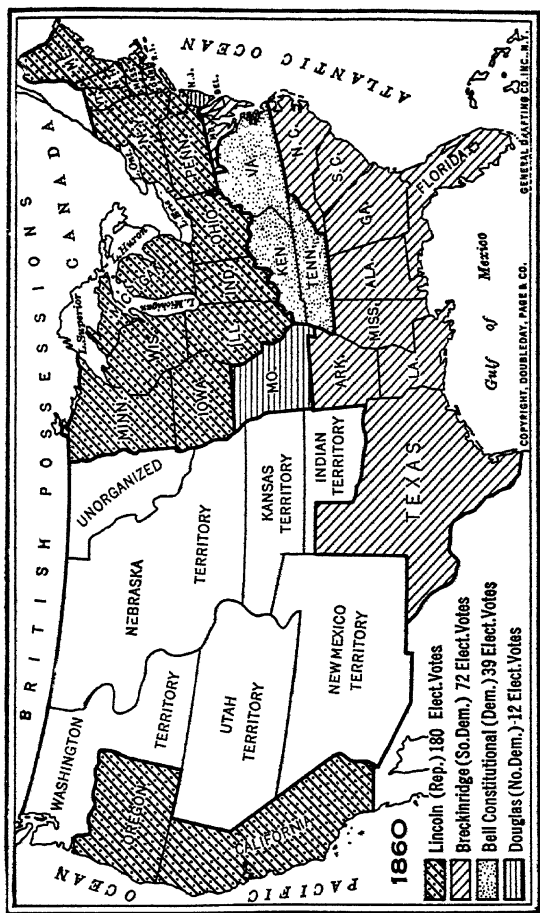 BRITISH POSSESSIONS
CANADA
WASHINGTON
TERRITORY
OREGON
CALIFORNIA
NEBRASKA
TERRITORY
UNORGANIZED
UTAH
TERRITORY
NEW MEXICO
TERRITORY
KANSAS
TERRITORY
INDIAN
TERRITORY
TEXAS
MINN.
IOWA
MO.
ARK.
LA.
WIS.
ILL.
MICHIGAN
IND.
OHIO
KEN.
TENN.
MISS.
ALA.
GA.
FLORIDA
S.C.
N.C.
VA.
PENN.
N.Y.
N.J.
DEL.
R.I.
L. Superior
L. Michigan
L. Huron
L. Erie
L. Ont.
PACIFIC
OCEAN
ATLANTIC OCEAN
Gulf of Mexico
1860
Lincoln (Rep.) 180 Elect. Votes
Breckinridge (So. Dem.) 72 Elect. Votes
Bell Constitutional (Dem.) 39 Elect. Votes
Douglas (No. Dem.) -12 Elect. Votes
COPYRIGHT, DOUBLEDAY, PAGE & CO.
GENERAL DRAFTING CO. INC., N.Y.